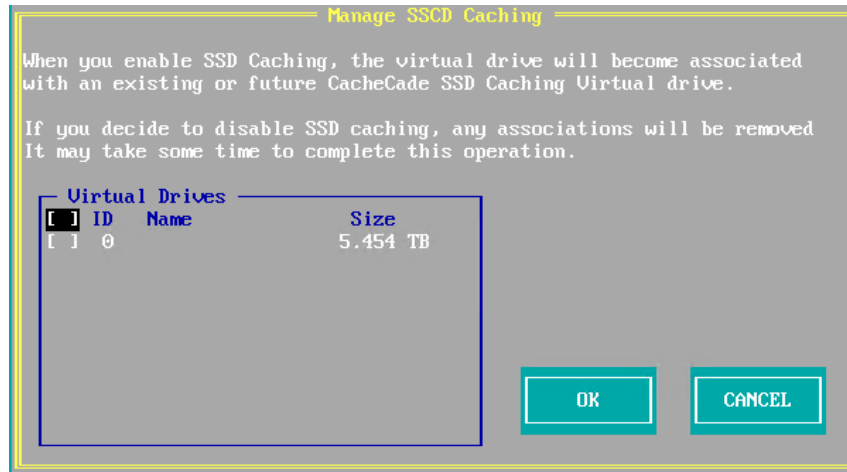 Manage SSCD Caching
When you enable SSD Caching, the virtual drive will become associated
with an existing or future CacheCade SSD Caching Virtual drive.
If you decide to disable SSD caching, any associations will be removed
It may take some time to complete this operation.
Virtual Drives
[ ] ID Name Size
[ ] 0 5.454 TB
OK CANCEL